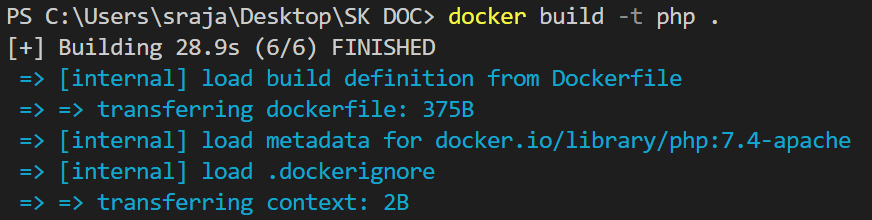 PS C:\Users\sraja\Desktop\SK DOC> docker build -t php .
[+] Building 28.9s (6/6) FINISHED
=> [internal] load build definition from Dockerfile
=> => transferring dockerfile: 375B
=> [internal] load metadata for docker.io/library/php:7.4-apache
=> [internal] load .dockerignore
=> => transferring context: 2B